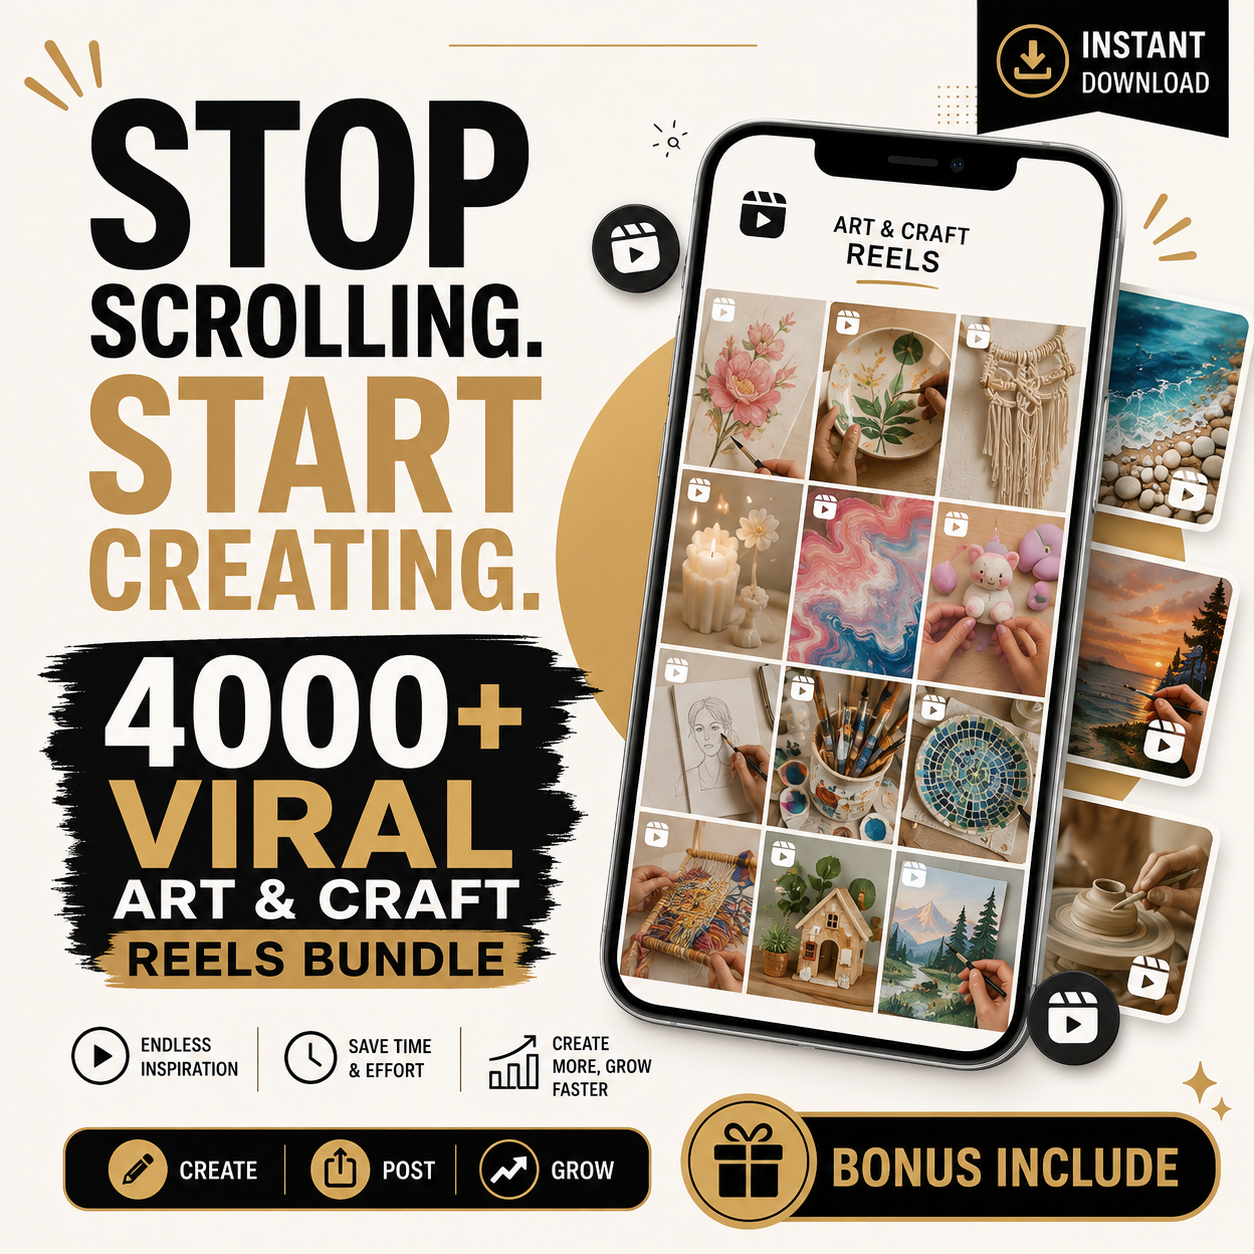 INSTANT
DOWNLOAD
STOP
SCROLLING.
START
CREATING.
4000+
VIRAL
ART & CRAFT
REELS BUNDLE
ART & CRAFT
REELS
ENDLESS
INSPIRATION
SAVE TIME
& EFFORT
CREATE
MORE, GROW
FASTER
CREATE
POST
GROW
BONUS INCLUDE